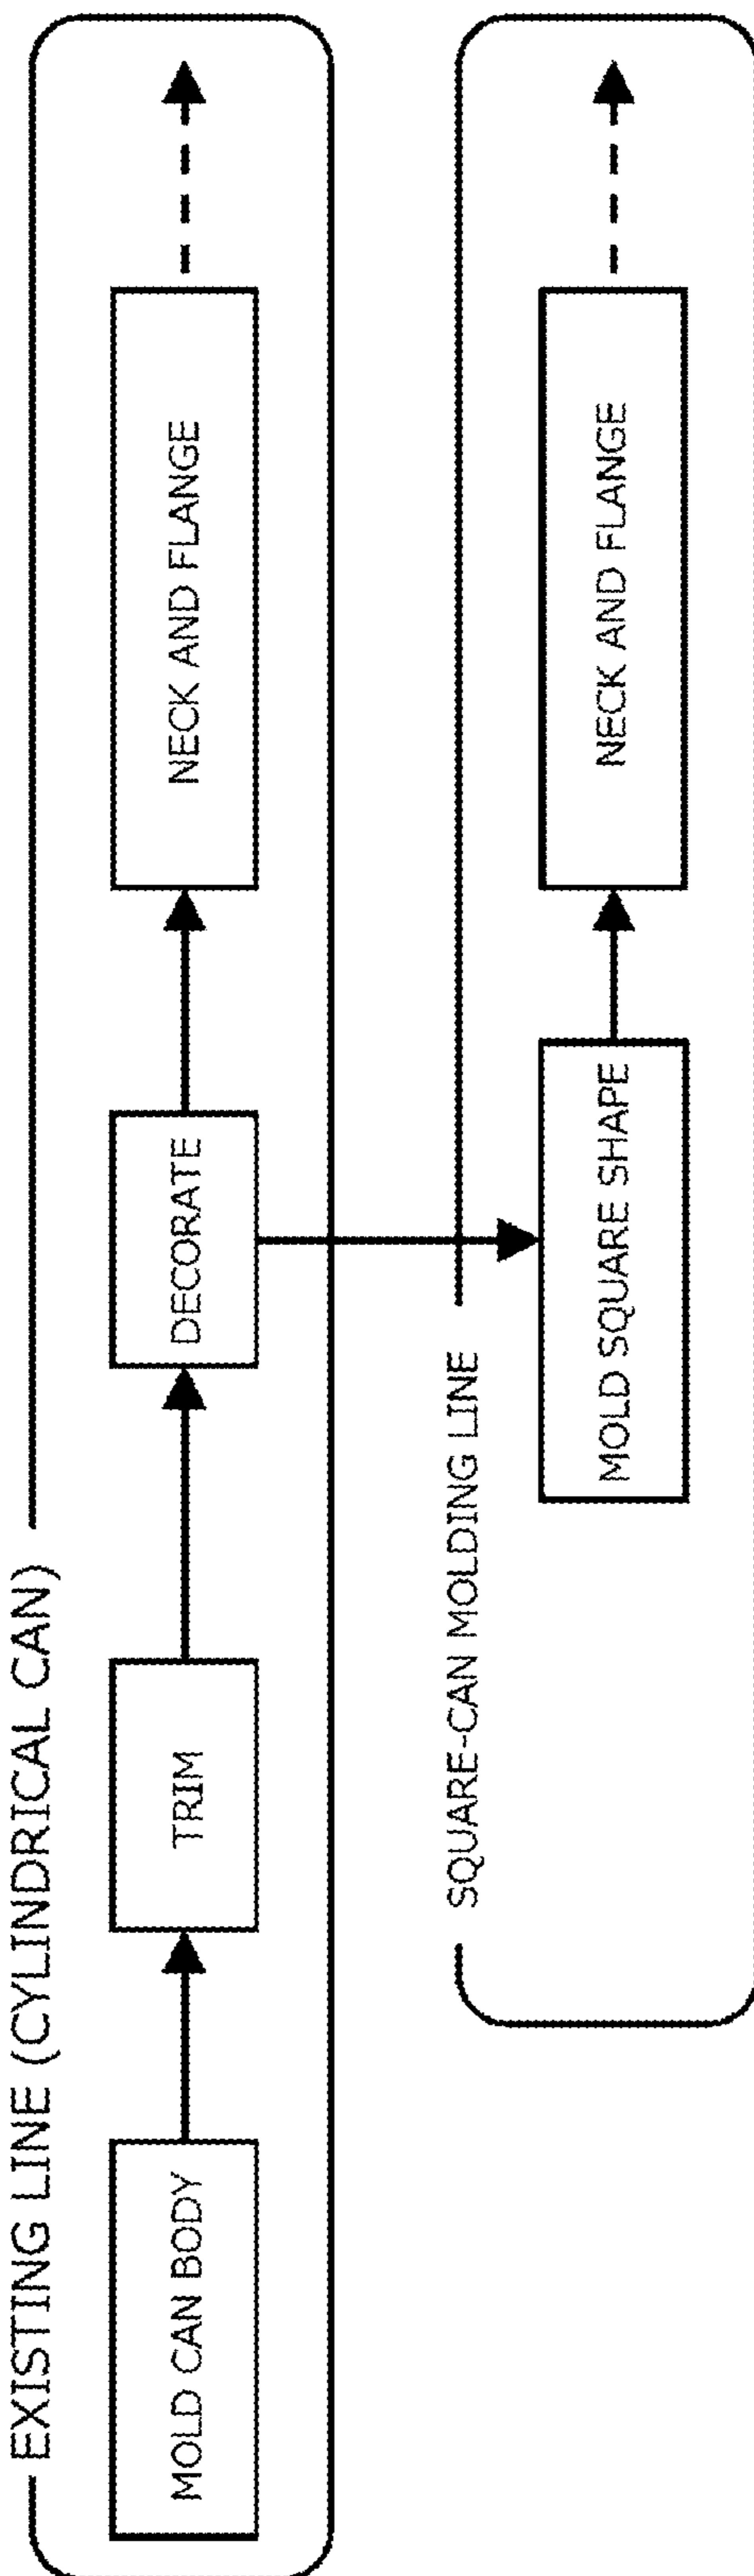 EXISTING LINE (CYLINDRICAL CAN)
MOLD CAN BODY
TRIM
DECORATE
NECK AND FLANGE
SQUARE-CAN MOLDING LINE
MOLD SQUARE SHAPE
NECK AND FLANGE